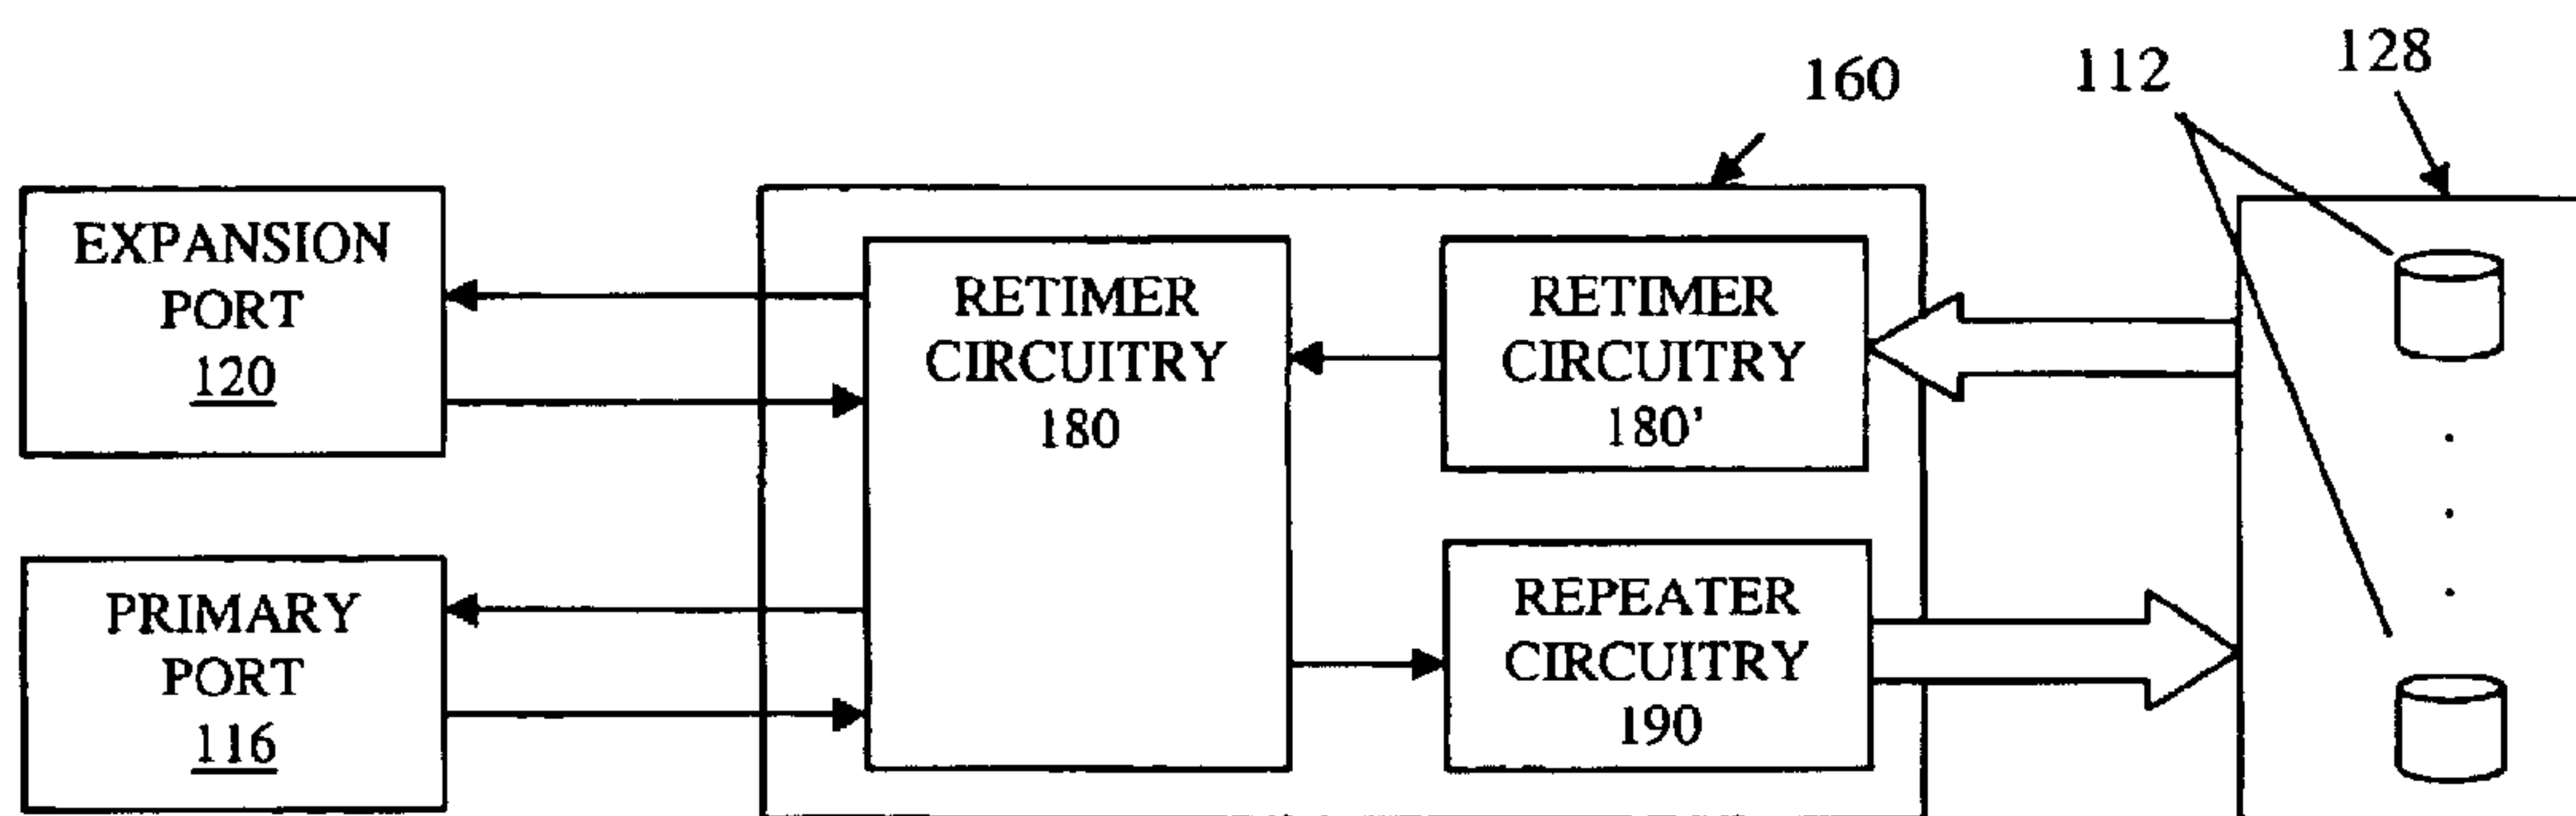 160
112
128
EXPANSION
PORT
120
RETIMER
CIRCUITRY
180
RETIMER
CIRCUITRY
180'
PRIMARY
PORT
116
REPEATER
CIRCUITRY
190